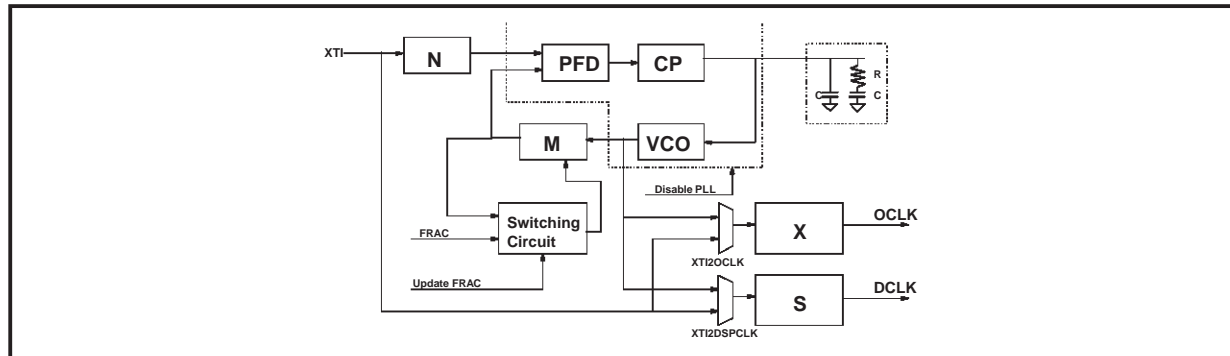 XTI
N
PFD
CP
R
C
C
M
VCO
Disable PLL
Switching
Circuit
FRAC
Update FRAC
XTI2OCLK
X
OCLK
XTI2DSPCLK
S
DCLK